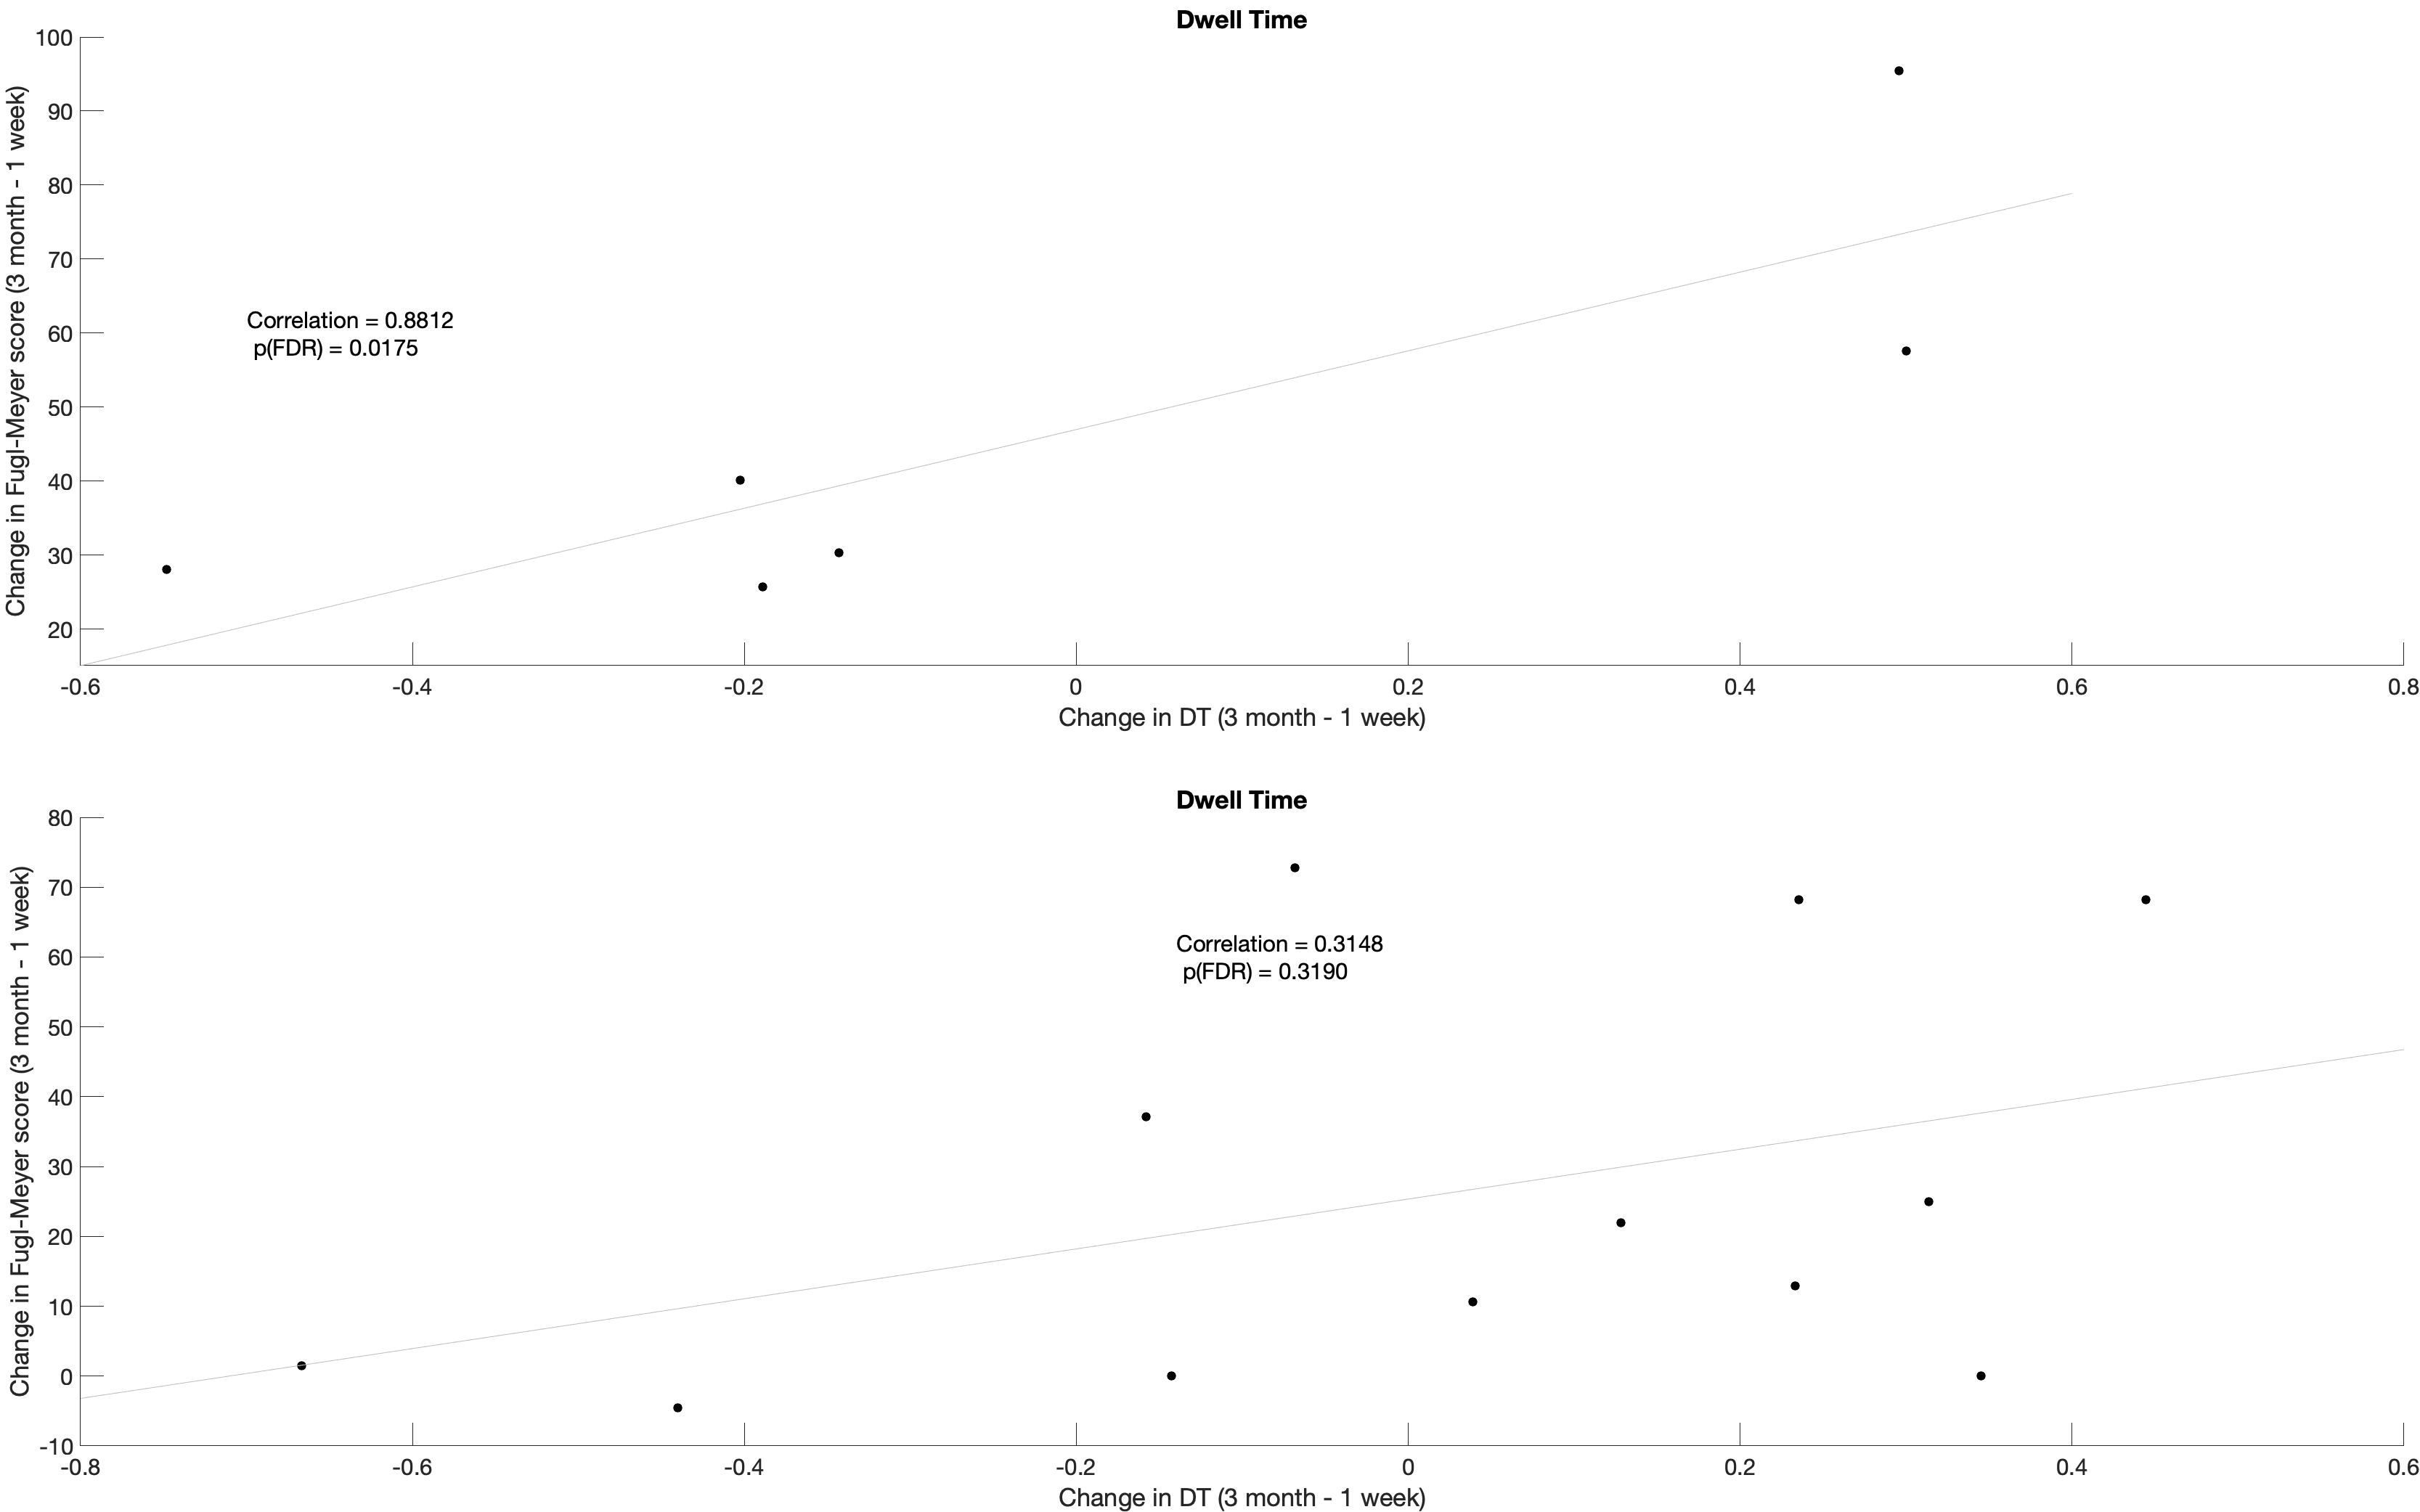 Dwell Time
100
90
80
70
60
50
40
30
20
Change in Fugl-Meyer score (3 month - 1 week)
Correlation = 0.8812
p(FDR) = 0.0175
-0.6 -0.4 -0.2 0 0.2 0.4 0.6 0.8
Change in DT (3 month - 1 week)
Dwell Time
80
70
60
50
40
30
20
10
0
-10
Change in Fugl-Meyer score (3 month - 1 week)
Correlation = 0.3148
p(FDR) = 0.3190
-0.8 -0.6 -0.4 -0.2 0 0.2 0.4 0.6
Change in DT (3 month - 1 week)